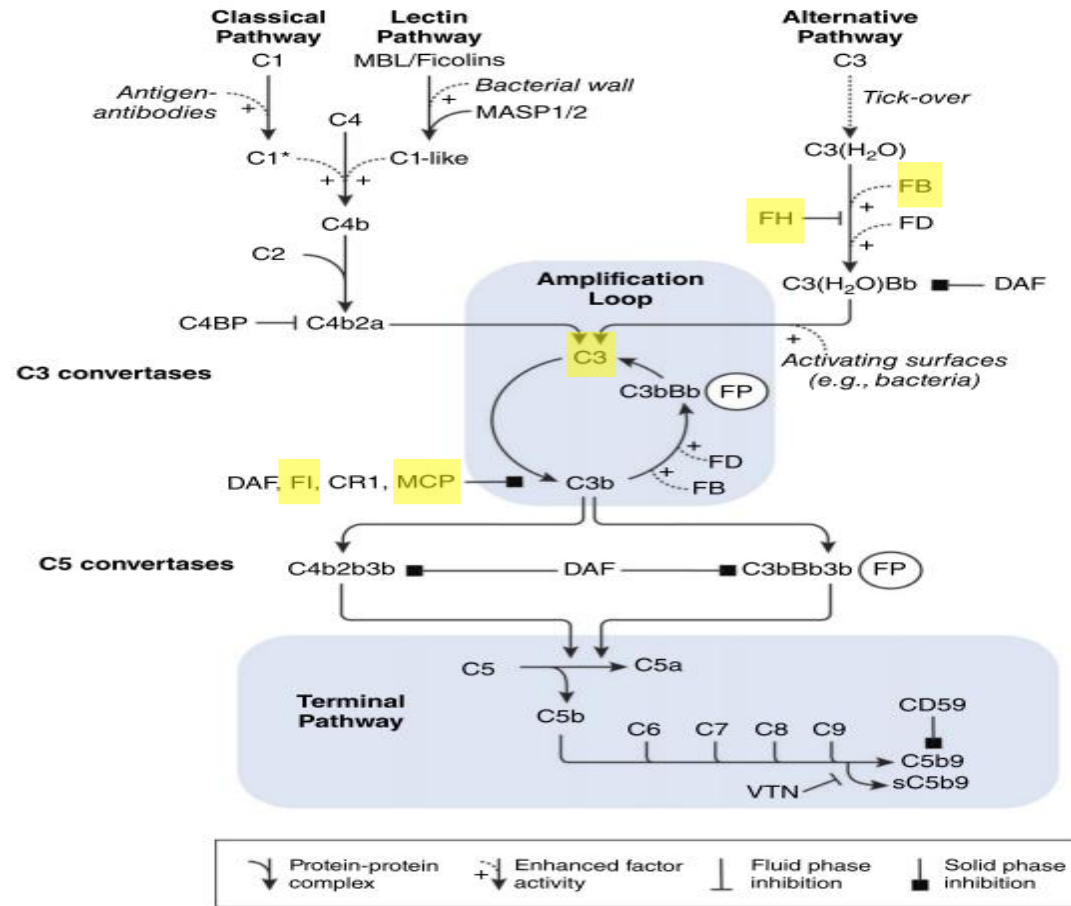 Classical
Pathway
Lectin
Pathway
Alternative
Pathway
C1
MBL/Ficolins
C3
Antigen-
antibodies
+
Bacterial wall
+
MASP1/2
Tick-over
C4
C1*
C1-like
+
+
C3(H2O)
FB
+
FH
FD
+
C4b
C2
Amplification
Loop
C3(H2O)Bb
DAF
C4BP
C4b2a
+
Activating surfaces
(e.g., bacteria)
C3 convertases
C3
C3bBb
FP
+
FD
+
FB
DAF, FI, CR1, MCP
C3b
C5 convertases
C4b2b3b
DAF
C3bBb3b
FP
C5
C5a
Terminal
Pathway
C5b
CD59
C6
C7
C8
C9
C5b9
VTN
sC5b9
Protein-protein
complex
+
Enhanced factor
activity
Fluid phase
inhibition
Solid phase
inhibition